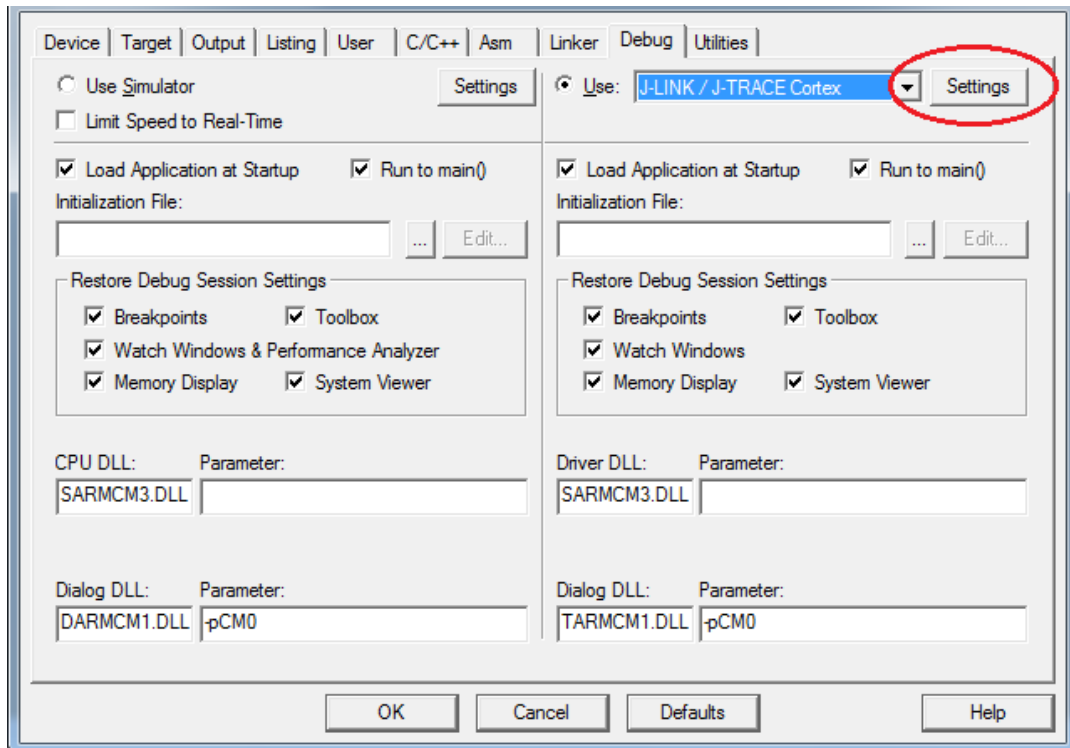 Device Target Output Listing User C/C++ Asm Linker Debug Utilities
Use Simulator Settings Use: J-LINK / J-TRACE Cortex Settings
Limit Speed to Real-Time
Load Application at Startup Run to main() Load Application at Startup Run to main()
Initialization File: Initialization File:
... Edit... ... Edit...
Restore Debug Session Settings Restore Debug Session Settings
Breakpoints Toolbox Breakpoints Toolbox
Watch Windows & Performance Analyzer Watch Windows
Memory Display System Viewer Memory Display System Viewer
CPU DLL: Parameter: Driver DLL: Parameter:
SARMCM3.DLL SARMCM3.DLL
Dialog DLL: Parameter: Dialog DLL: Parameter:
DARMCM1.DLL -pCM0 TARMCM1.DLL -pCM0
OK Cancel Defaults Help